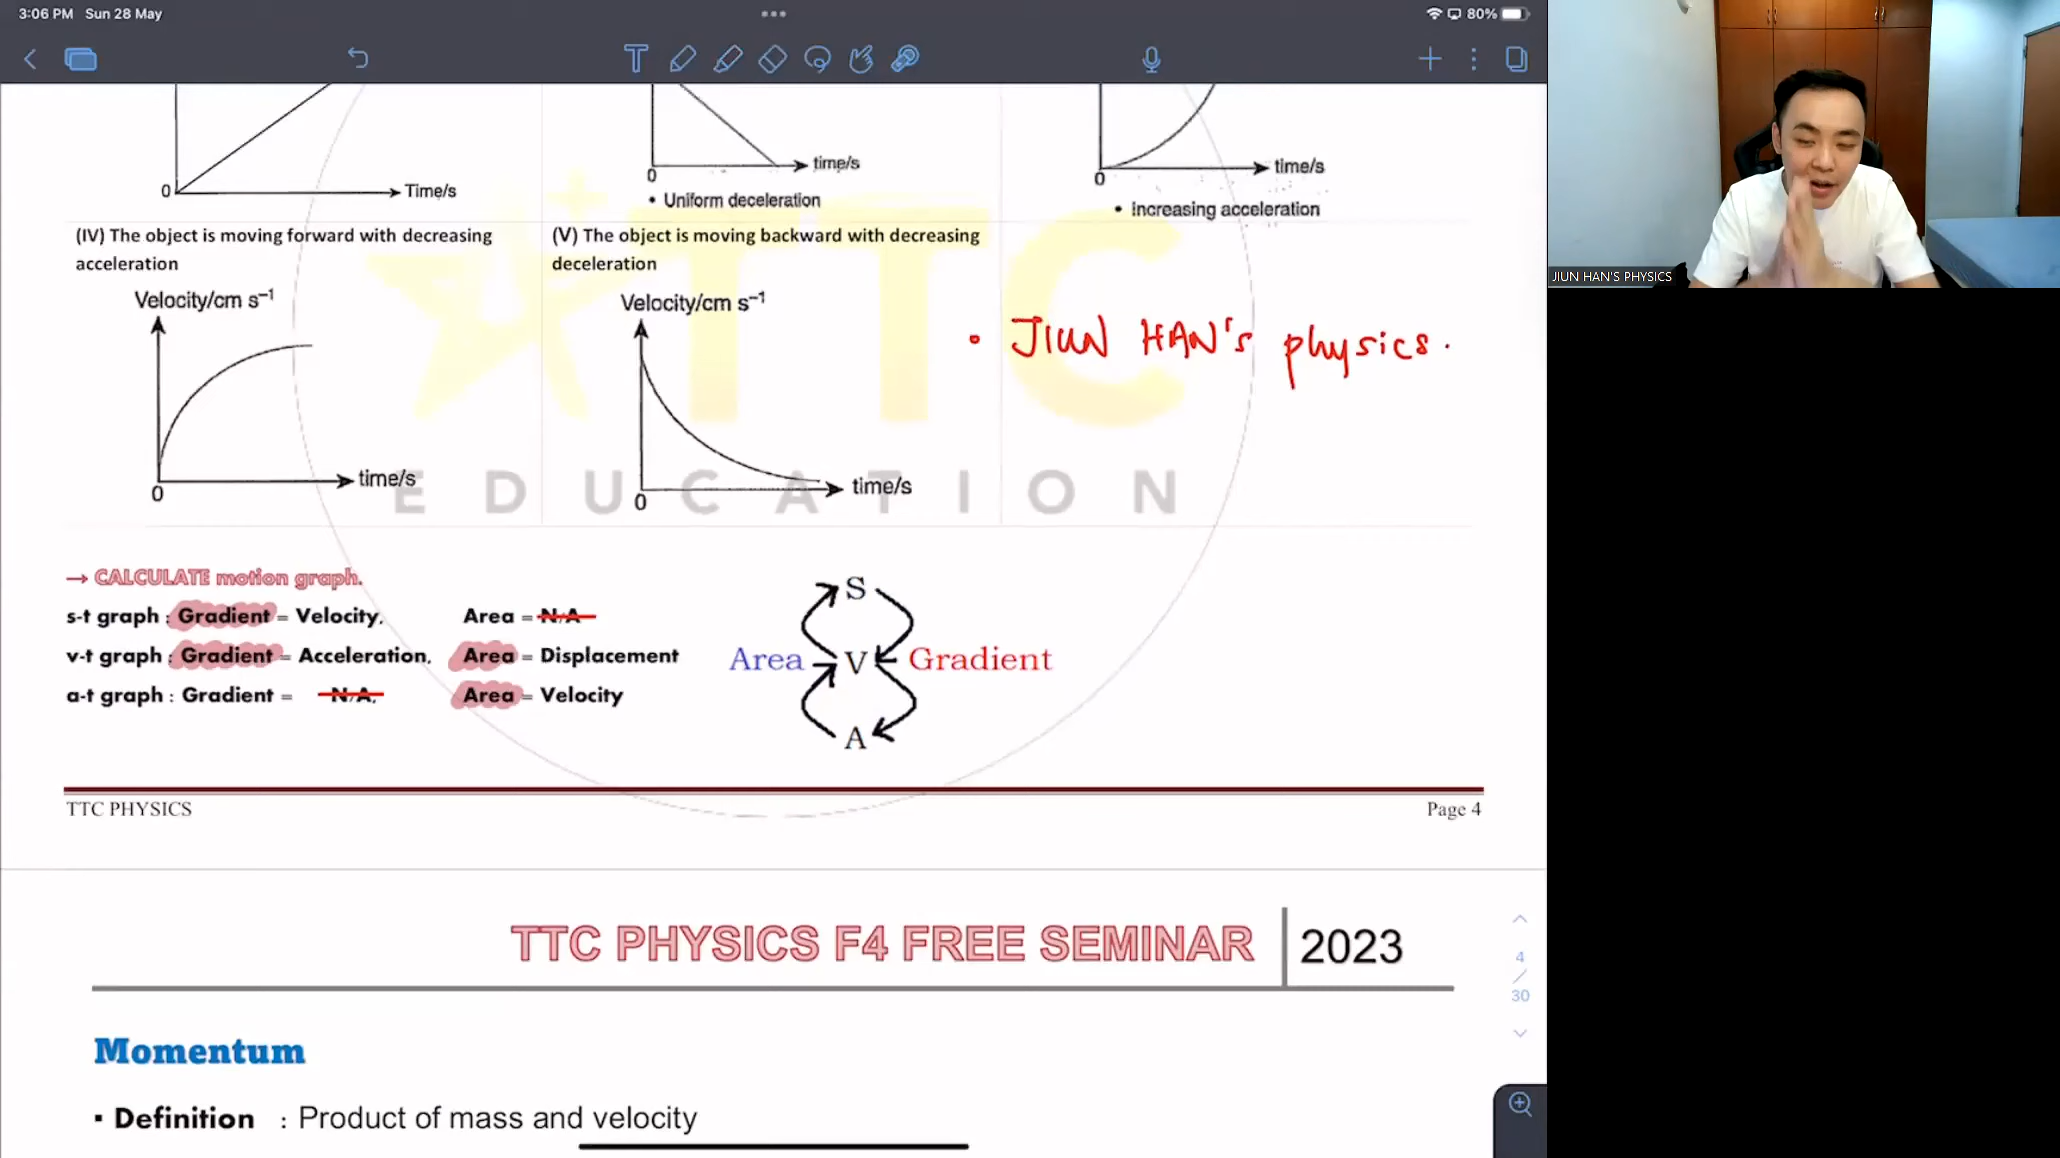 3:06 PM Sun 28 May
80%
0
Time/s
0
time/s
• Uniform deceleration
0
time/s
• Increasing acceleration
(IV) The object is moving forward with decreasing
acceleration
Velocity/cm s⁻¹
0
time/s
(V) The object is moving backward with decreasing
deceleration
Velocity/cm s⁻¹
0
time/s
• JIUN HAN's physics.
TTC
EDUCATION
→ CALCULATE motion graph.
s-t graph : Gradient = Velocity, Area = N/A
v-t graph : Gradient = Acceleration, Area = Displacement
a-t graph : Gradient = N/A, Area = Velocity
S
Area V Gradient
A
TTC PHYSICS Page 4
TTC PHYSICS F4 FREE SEMINAR 2023
Momentum
▪ Definition : Product of mass and velocity
4
/
30
JIUN HAN'S PHYSICS